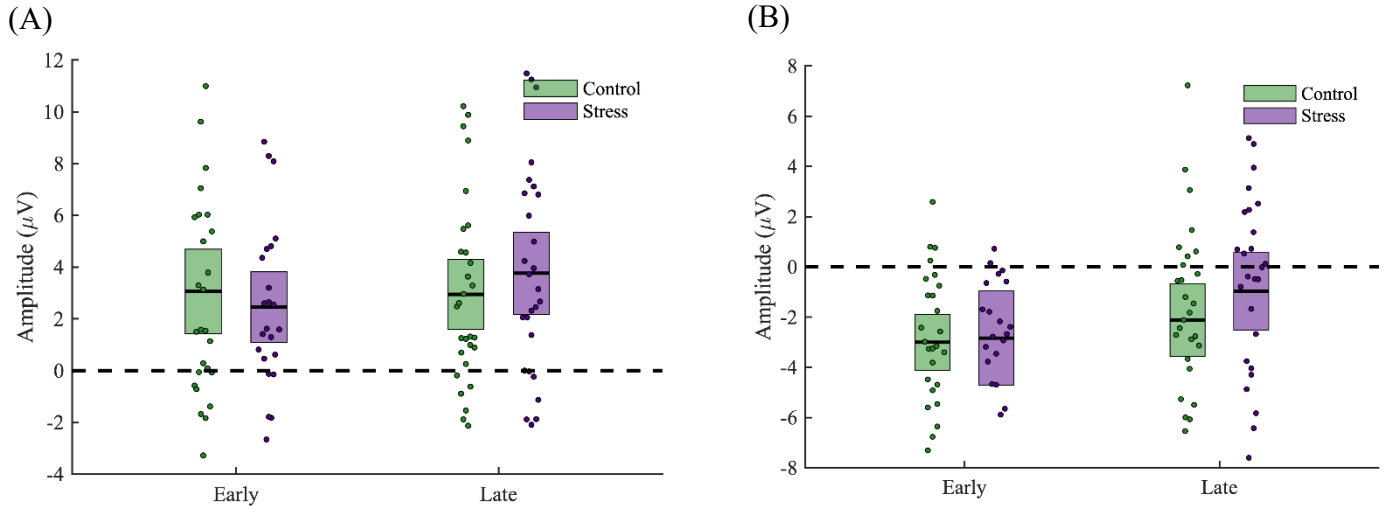 (A)
12
10
8
6
4
2
0
-2
-4
Amplitude (μV)
Control
Stress
Early
Late
(B)
8
6
4
2
0
-2
-4
-6
-8
Amplitude (μV)
Control
Stress
Early
Late